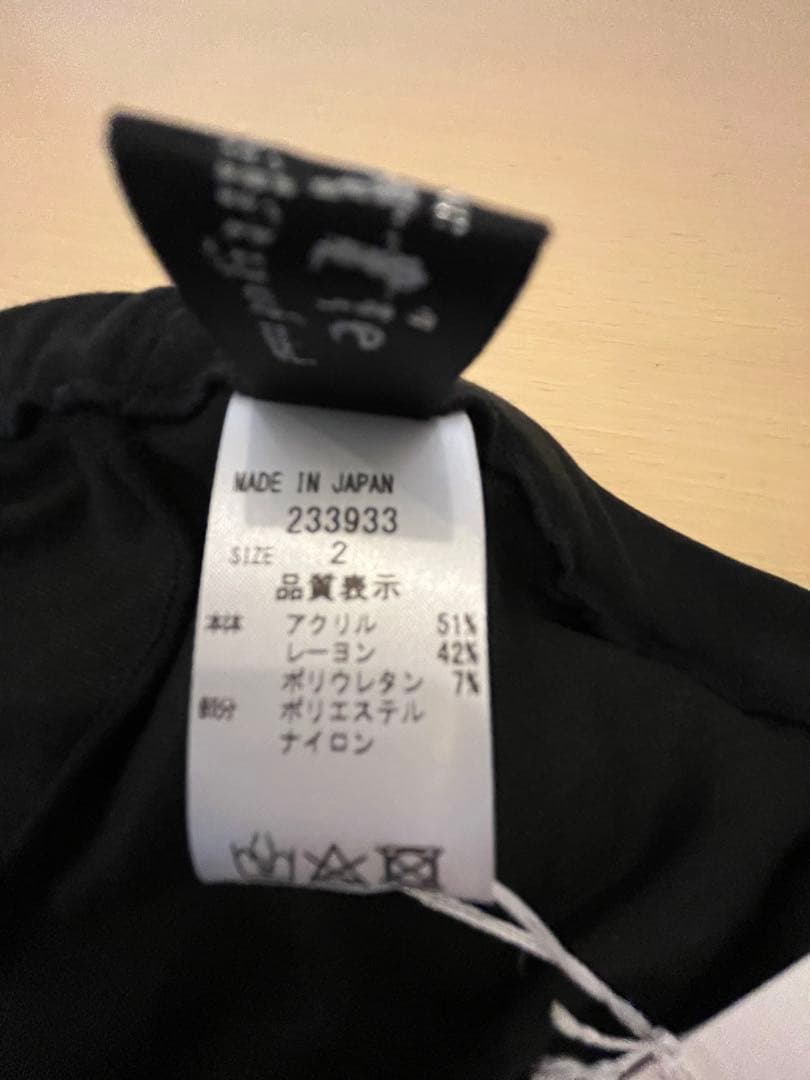 MADE IN JAPAN
233933
SIZE 2
品質表示
本体 アクリル 51%
レーヨン 42%
ポリウレタン 7%
部分 ポリエステル
ナイロン